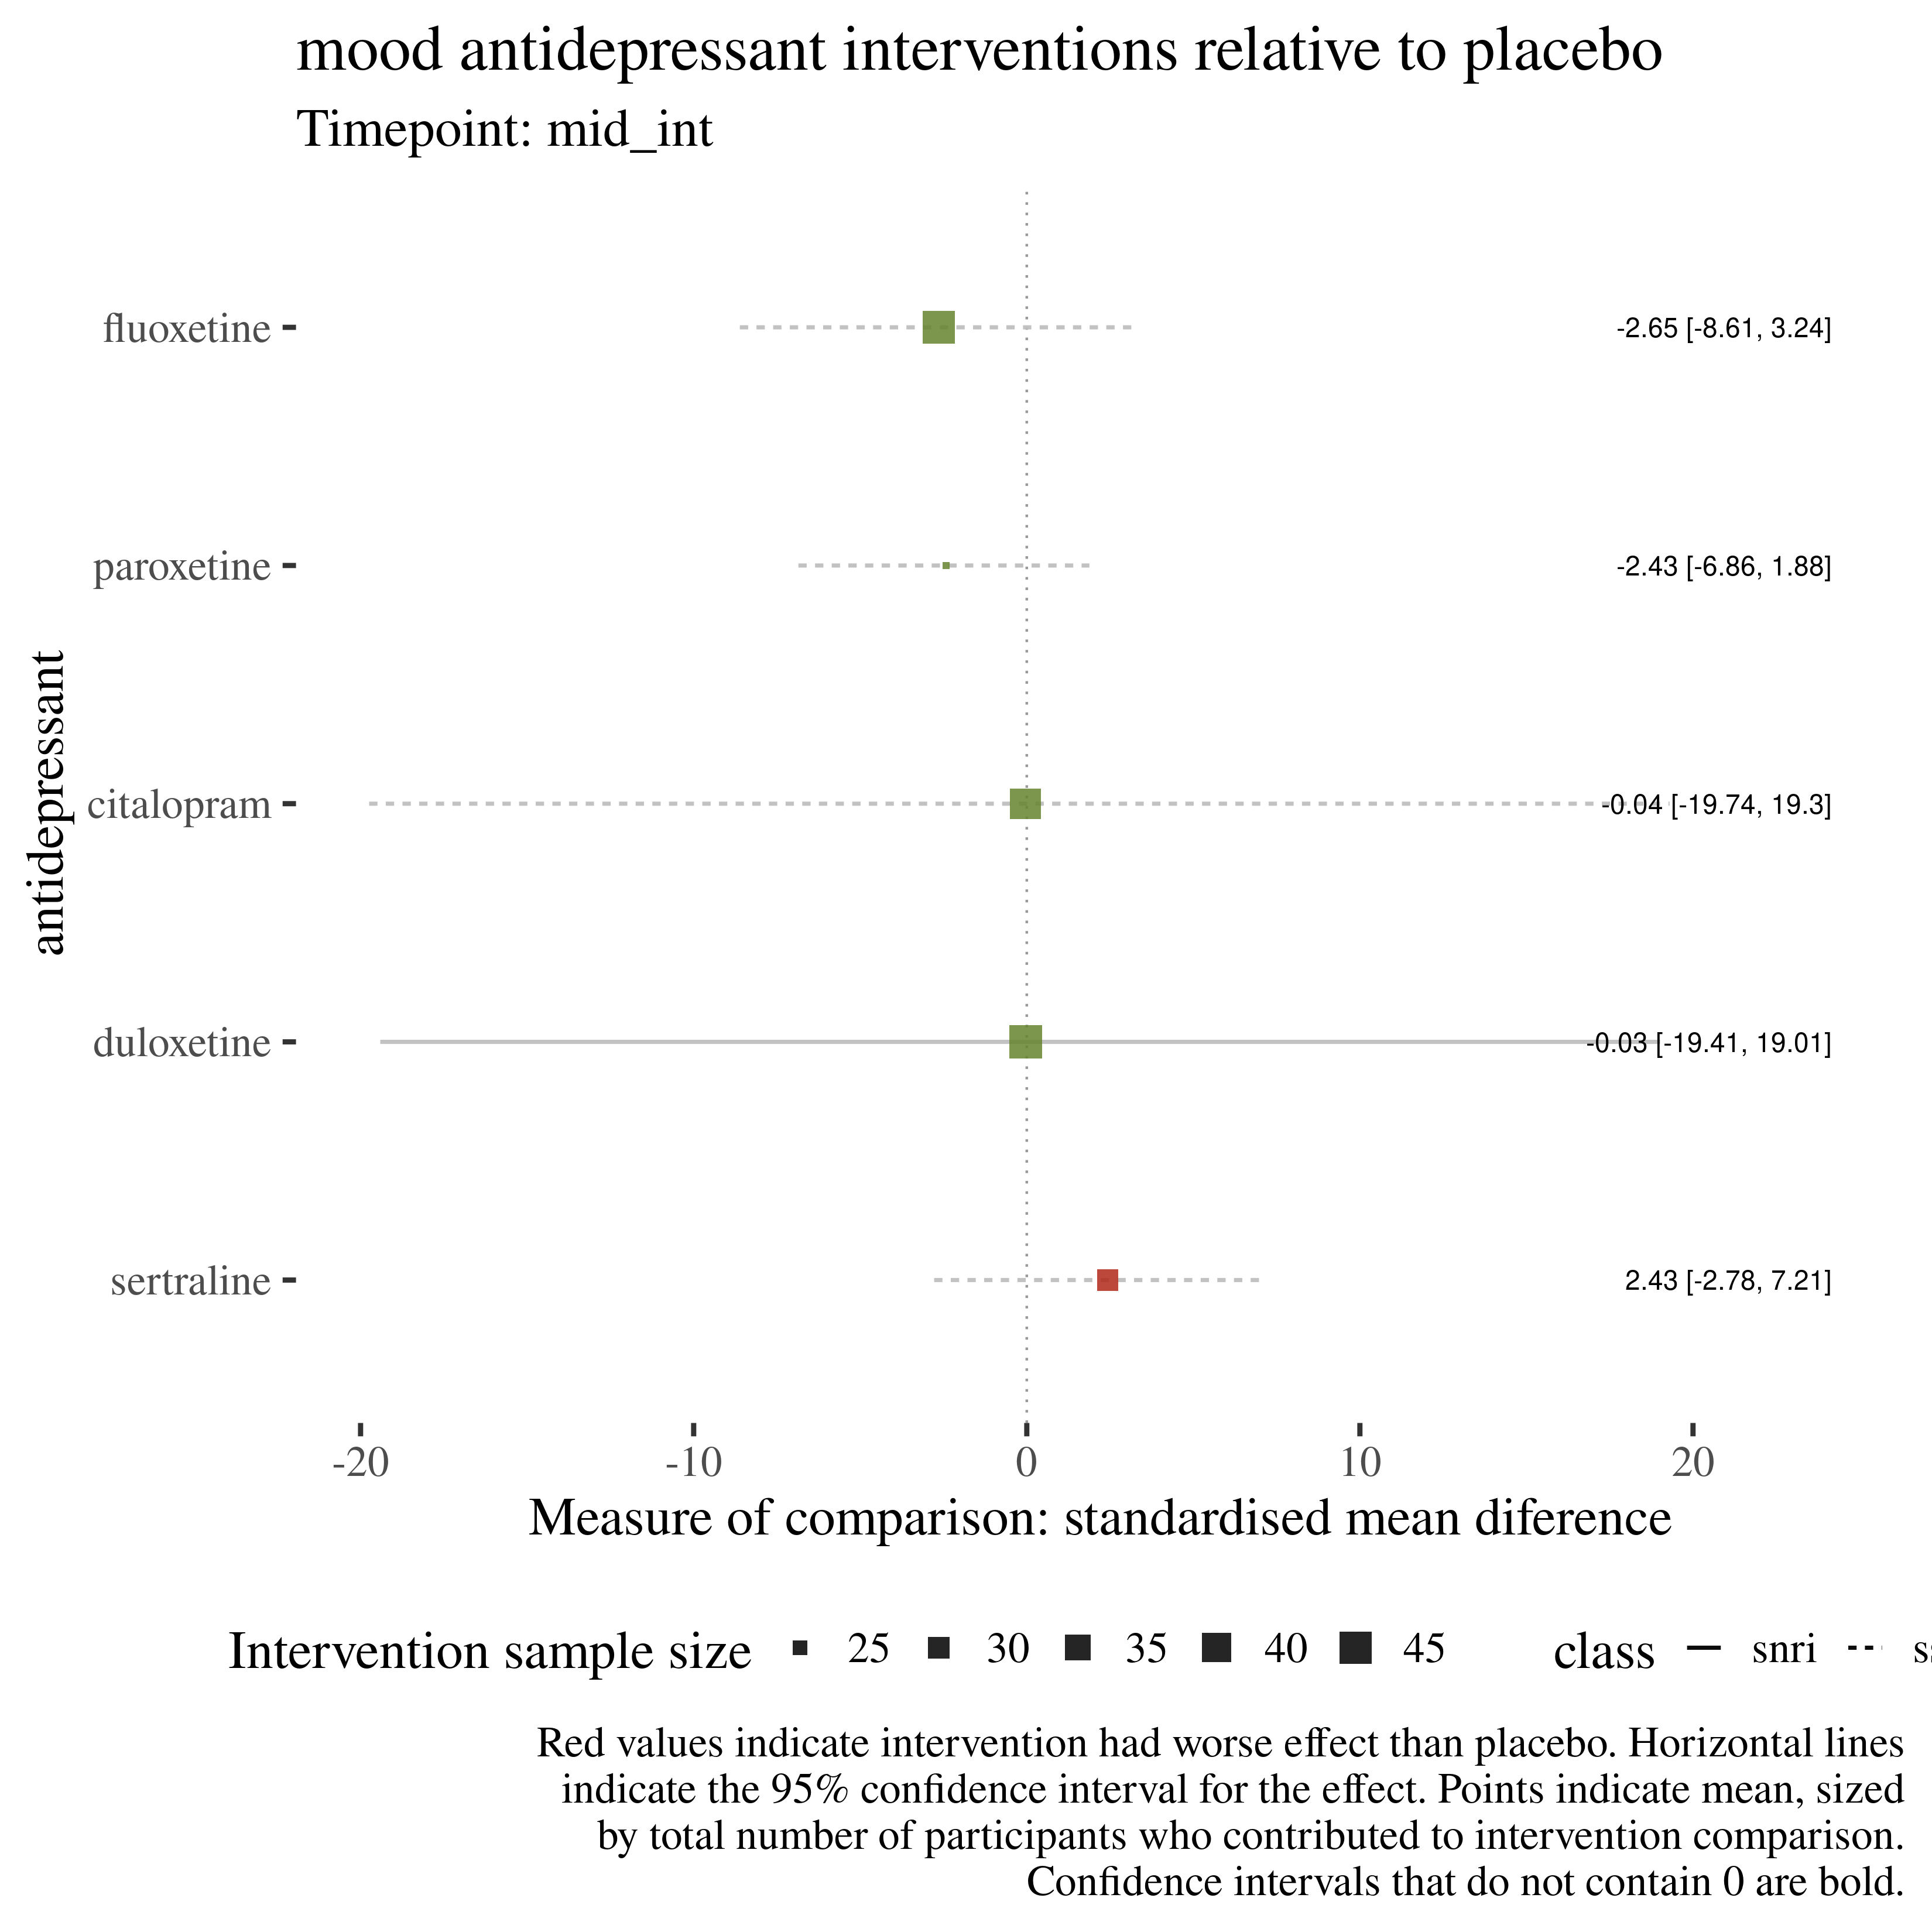 mood antidepressant interventions relative to placebo
Timepoint: mid_int
fluoxetine
-2.65 [-8.61, 3.24]
paroxetine
-2.43 [-6.86, 1.88]
citalopram
-0.04 [-19.74, 19.3]
duloxetine
-0.03 [-19.41, 19.01]
sertraline
2.43 [-2.78, 7.21]
antidepressant
-20 -10 0 10 20
Measure of comparison: standardised mean diference
Intervention sample size 25 30 35 40 45 class snri
Red values indicate intervention had worse effect than placebo. Horizontal lines
indicate the 95% confidence interval for the effect. Points indicate mean, sized
by total number of participants who contributed to intervention comparison.
Confidence intervals that do not contain 0 are bold.